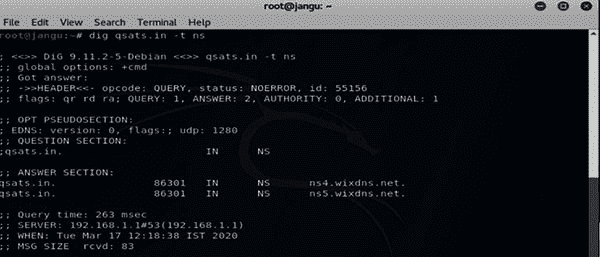 root@jangu: ~
File Edit View Search Terminal Help
root@jangu:~# dig qsats.in -t ns
; <<>> DiG 9.11.2-5-Debian <<>> qsats.in -t ns
;; global options: +cmd
;; Got answer:
;; ->>HEADER<<- opcode: QUERY, status: NOERROR, id: 55156
;; flags: qr rd ra; QUERY: 1, ANSWER: 2, AUTHORITY: 0, ADDITIONAL: 1
;; OPT PSEUDOSECTION:
; EDNS: version: 0, flags:; udp: 1280
;; QUESTION SECTION:
;qsats.in. IN NS
;; ANSWER SECTION:
qsats.in. 86301 IN NS ns4.wixdns.net.
qsats.in. 86301 IN NS ns5.wixdns.net.
;; Query time: 263 msec
;; SERVER: 192.168.1.1#53(192.168.1.1)
;; WHEN: Tue Mar 17 12:18:38 IST 2020
;; MSG SIZE rcvd: 83